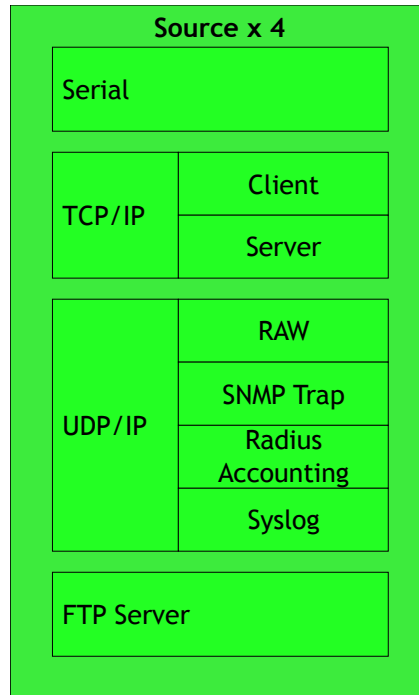 Source x 4
Serial
TCP/IP
Client
Server
UDP/IP
RAW
SNMP Trap
Radius
Accounting
Syslog
FTP Server